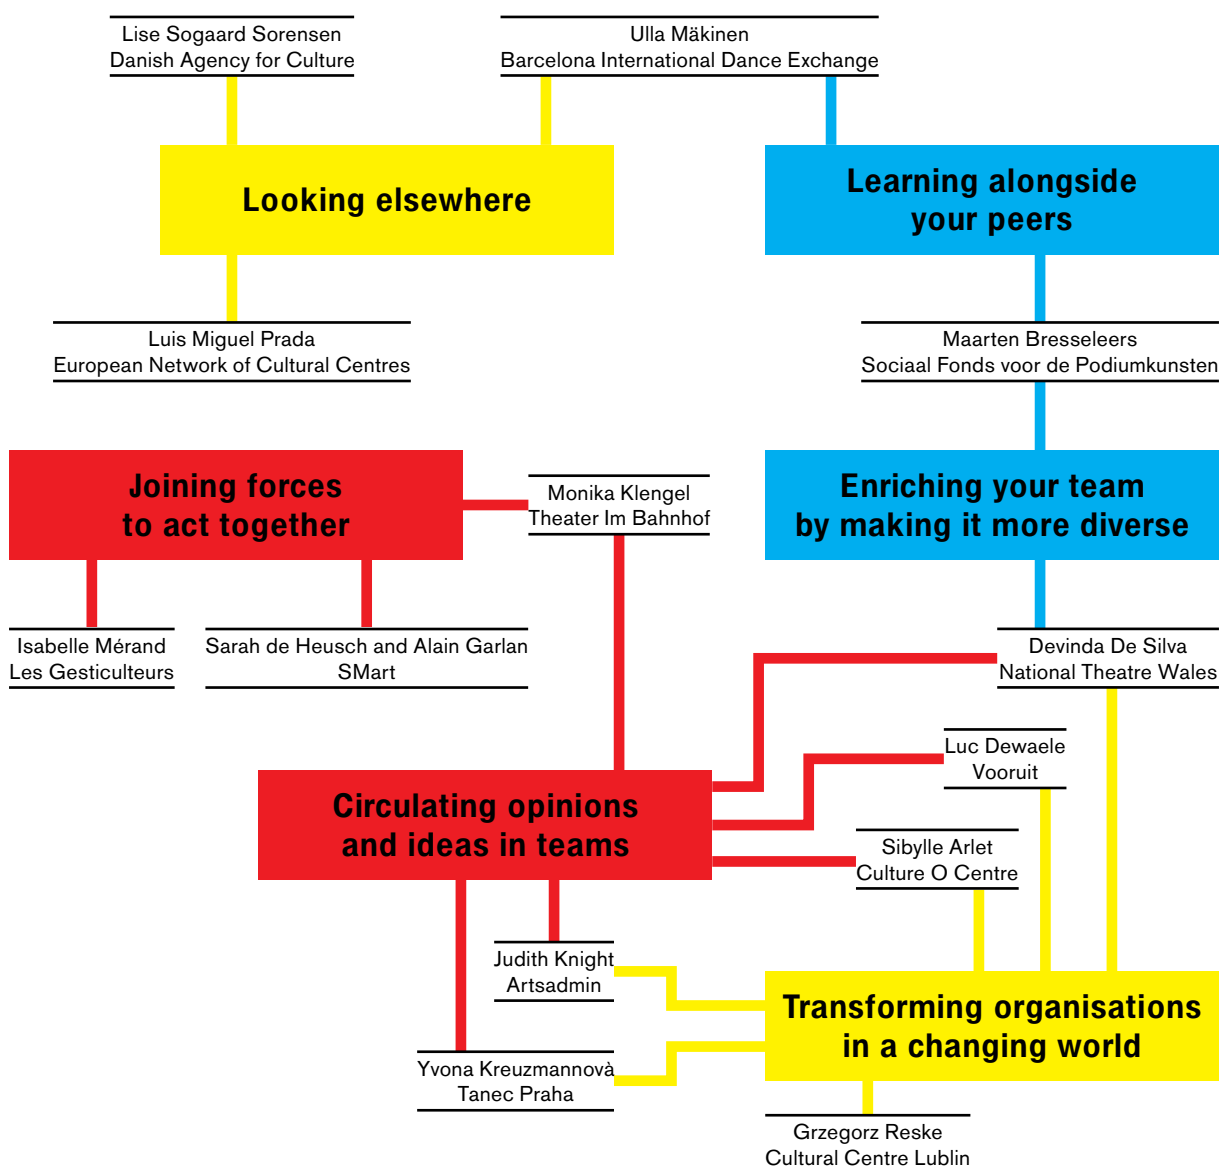 Lise Sogaard Sorensen
Danish Agency for Culture
Ulla Mäkinen
Barcelona International Dance Exchange
Looking elsewhere
Learning alongside
your peers
Luis Miguel Prada
European Network of Cultural Centres
Maarten Bresseleers
Sociaal Fonds voor de Podiumkunsten
Joining forces
to act together
Monika Klengel
Theater Im Bahnhof
Enriching your team
by making it more diverse
Isabelle Mérand
Les Gesticulteurs
Sarah de Heusch and Alain Garlan
SMart
Devinda De Silva
National Theatre Wales
Luc Dewaele
Vooruit
Circulating opinions
and ideas in teams
Sibylle Arlet
Culture O Centre
Judith Knight
Artsadmin
Transforming organisations
in a changing world
Yvona Kreuzmannovà
Tanec Praha
Grzegorz Reske
Cultural Centre Lublin